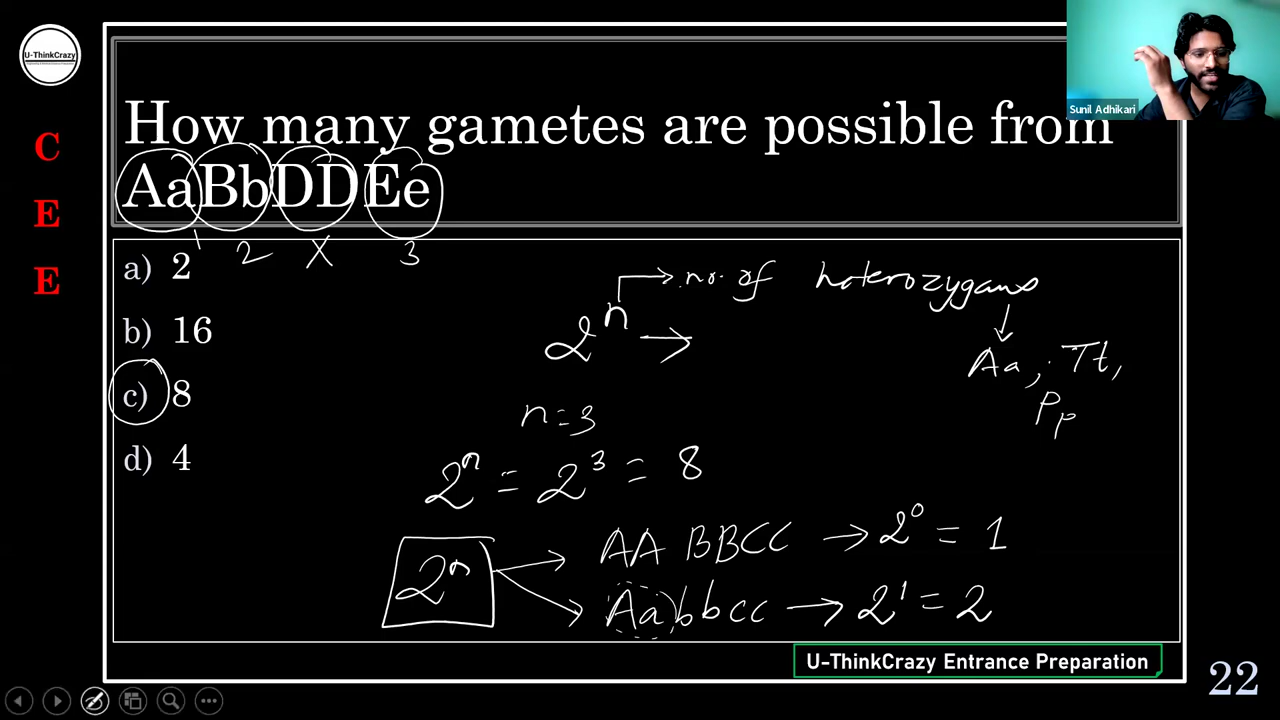 U-ThinkCrazy
C
E
E
Sunil Adhikari
How many gametes are possible from
AaBbDDEe
1 2 X 3
a) 2
b) 16
c) 8
d) 4
2^n → no. of heterozygous
Aa, Tt,
Pp
n=3
2^n = 2^3 = 8
2^n
AA BBCC → 2^0 = 1
Aabbcc → 2^1 = 2
U-ThinkCrazy Entrance Preparation
22